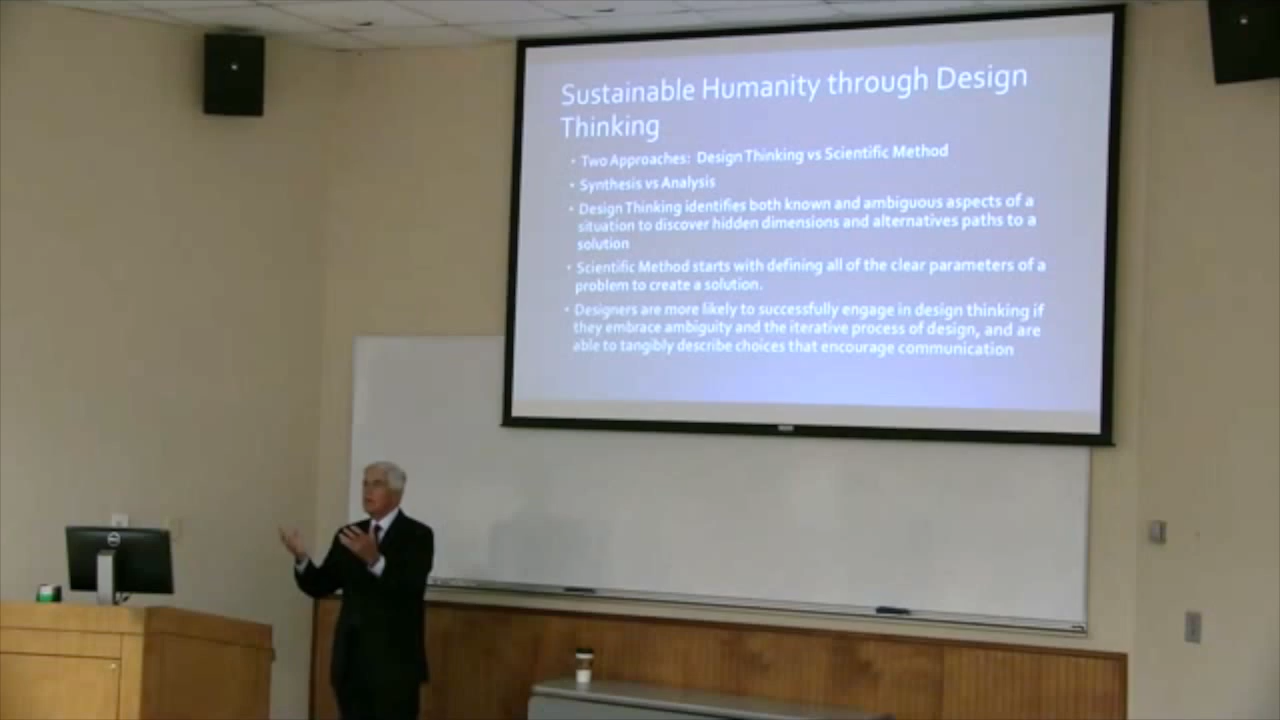 Sustainable Humanity through Design
Thinking
• Two Approaches: Design Thinking vs Scientific Method
• Synthesis vs Analysis
• Design Thinking identifies both known and ambiguous aspects of a
situation to discover hidden dimensions and alternatives paths to a
solution
• Scientific Method starts with defining all of the clear parameters of a
problem to create a solution.
• Designers are more likely to successfully engage in design thinking if
they embrace ambiguity and the iterative process of design, and are
able to tangibly describe choices that encourage communication
DELL